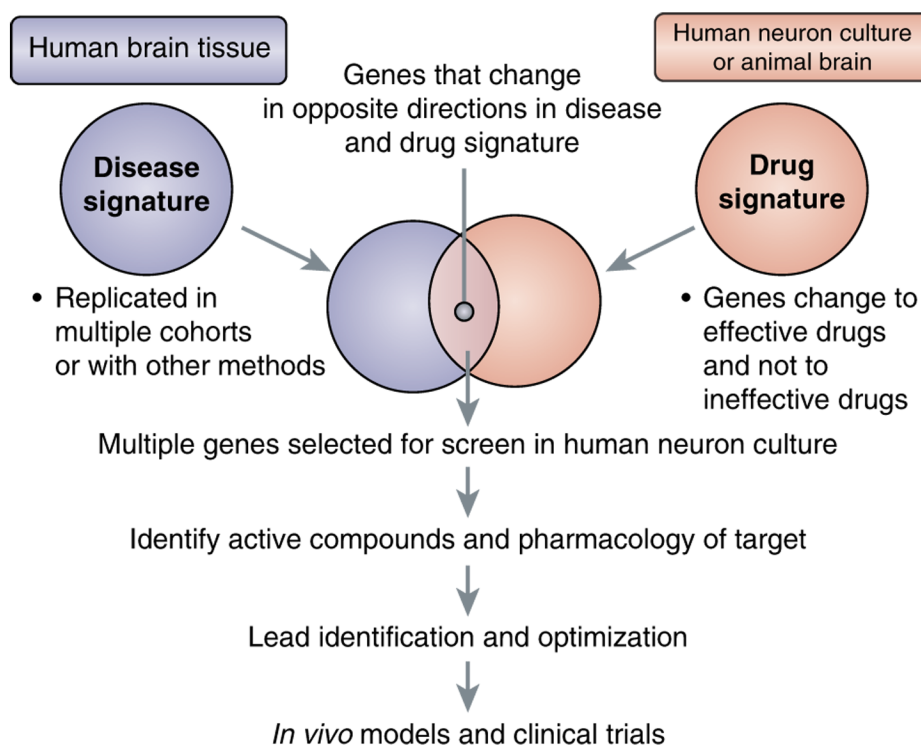 Human brain tissue
Human neuron culture
or animal brain
Genes that change
in opposite directions in disease
and drug signature
Disease
signature
Drug
signature
• Replicated in
multiple cohorts
or with other methods
• Genes change to
effective drugs
and not to
ineffective drugs
Multiple genes selected for screen in human neuron culture
Identify active compounds and pharmacology of target
Lead identification and optimization
In vivo models and clinical trials